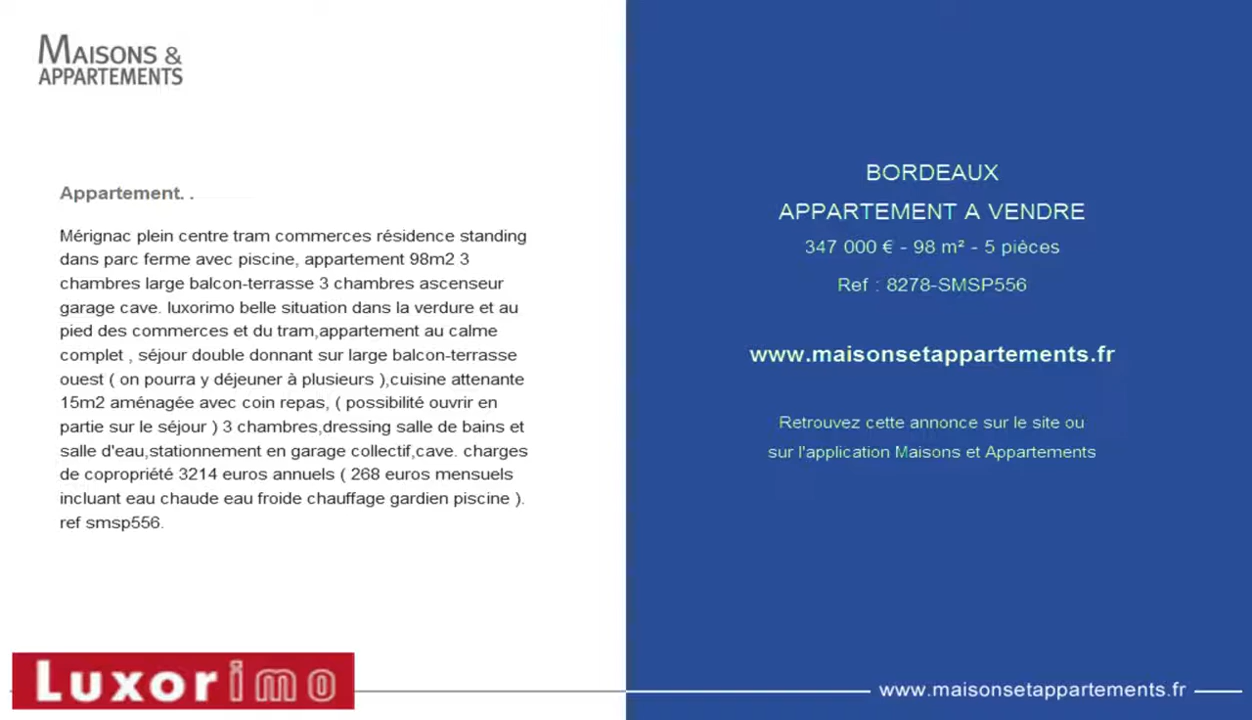 MAISONS &
APPARTEMENTS
Appartement. .
Mérignac plein centre tram commerces résidence standing
dans parc ferme avec piscine, appartement 98m2 3
chambres large balcon-terrasse 3 chambres ascenseur
garage cave. luxorimo belle situation dans la verdure et au
pied des commerces et du tram,appartement au calme
complet , séjour double donnant sur large balcon-terrasse
ouest ( on pourra y déjeuner à plusieurs ),cuisine attenante
15m2 aménagée avec coin repas, ( possibilité ouvrir en
partie sur le séjour ) 3 chambres,dressing salle de bains et
salle d'eau,stationnement en garage collectif,cave. charges
de copropriété 3214 euros annuels ( 268 euros mensuels
incluant eau chaude eau froide chauffage gardien piscine ).
ref smsp556.
Luxorimo
BORDEAUX
APPARTEMENT A VENDRE
347 000 € - 98 m² - 5 pièces
Ref : 8278-SMSP556
www.maisonsetappartements.fr
Retrouvez cette annonce sur le site ou
sur l'application Maisons et Appartements
www.maisonsetappartements.fr